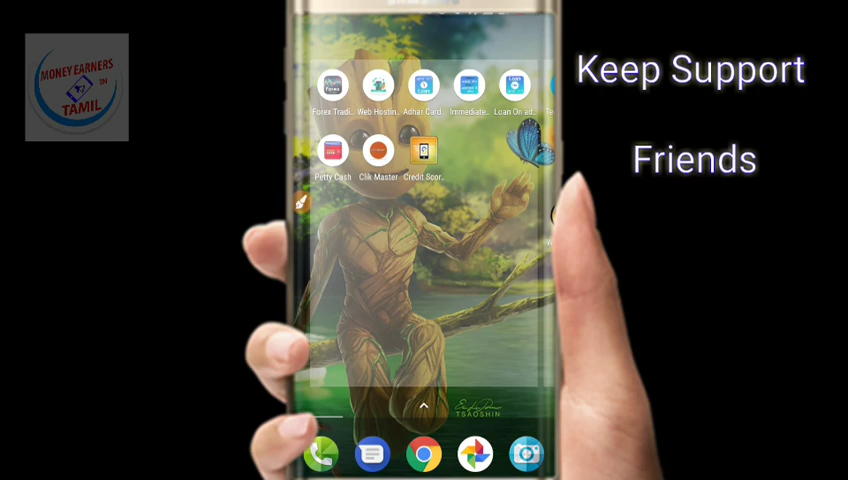 MONEY EARNERS
IN
TAMIL
Keep Support
Friends
Forex Tradi..
Web Hostin..
Adhar Card..
Immediate..
Loan On ad..
Petty Cash
Clik Master
Credit Scor..
TSAOSHIN